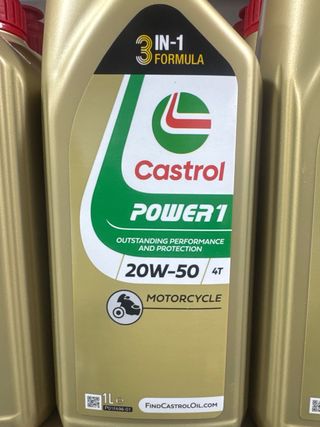 3 IN-1
FORMULA
Castrol
POWER1
OUTSTANDING PERFORMANCE
AND PROTECTION
20W-50 4T
MOTORCYCLE
1L
FINDCASTROLOIL.COM